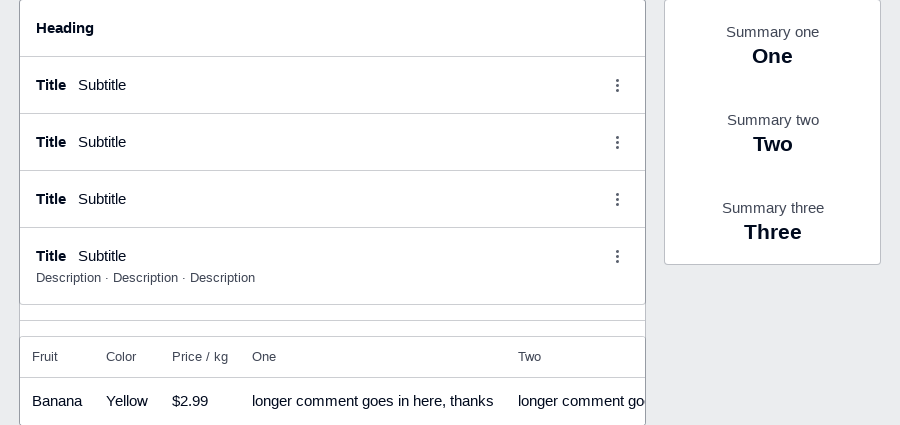 Heading
Title Subtitle
Title Subtitle
Title Subtitle
Title Subtitle
Description · Description · Description
Fruit Color Price / kg One Two
Banana Yellow $2.99 longer comment goes in here, thanks longer comment go
Summary one
One
Summary two
Two
Summary three
Three